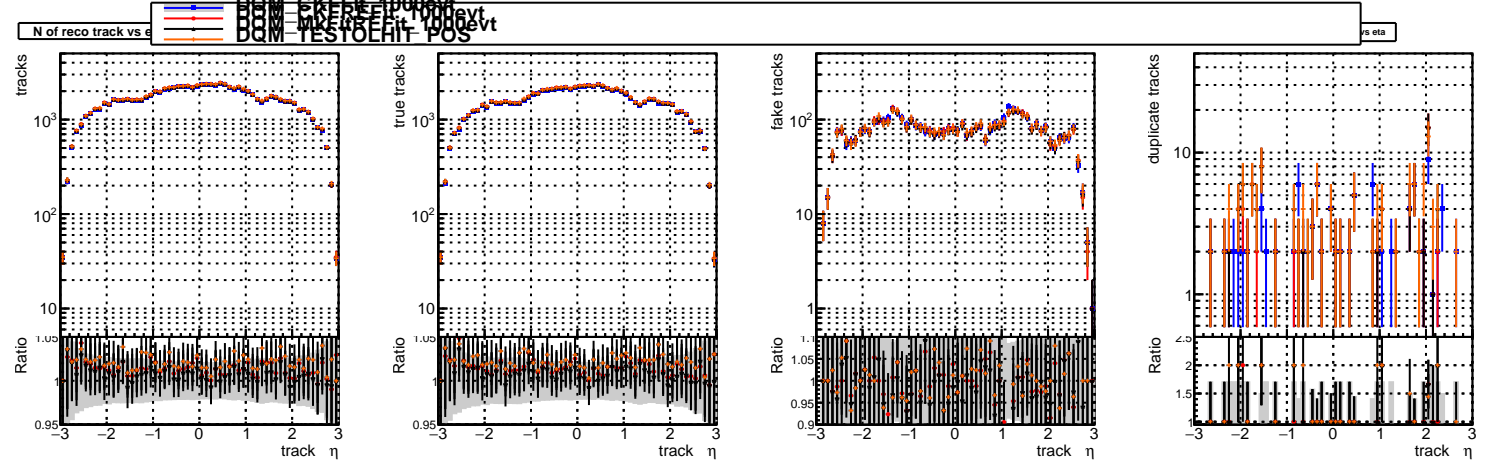 DQM_CKFFit_1000evt
DQM_CKFREFit_1000evt
DQM_MkFitREFit_1000evt
DQM_TESTOLHIT_POS
N of reco track vs e
vs eta
tracks
10³
10²
10
Ratio
1.05
1
0.95
−3 −2 −1 0 1 2 3
track η
true tracks
10³
10²
10
Ratio
1.05
1
0.95
−3 −2 −1 0 1 2 3
track η
fake tracks
10²
10
1
Ratio
1.1
1.05
1
0.95
0.9
−3 −2 −1 0 1 2 3
track η
duplicate tracks
10
1
Ratio
2.5
2
1.5
1
−3 −2 −1 0 1 2 3
track η